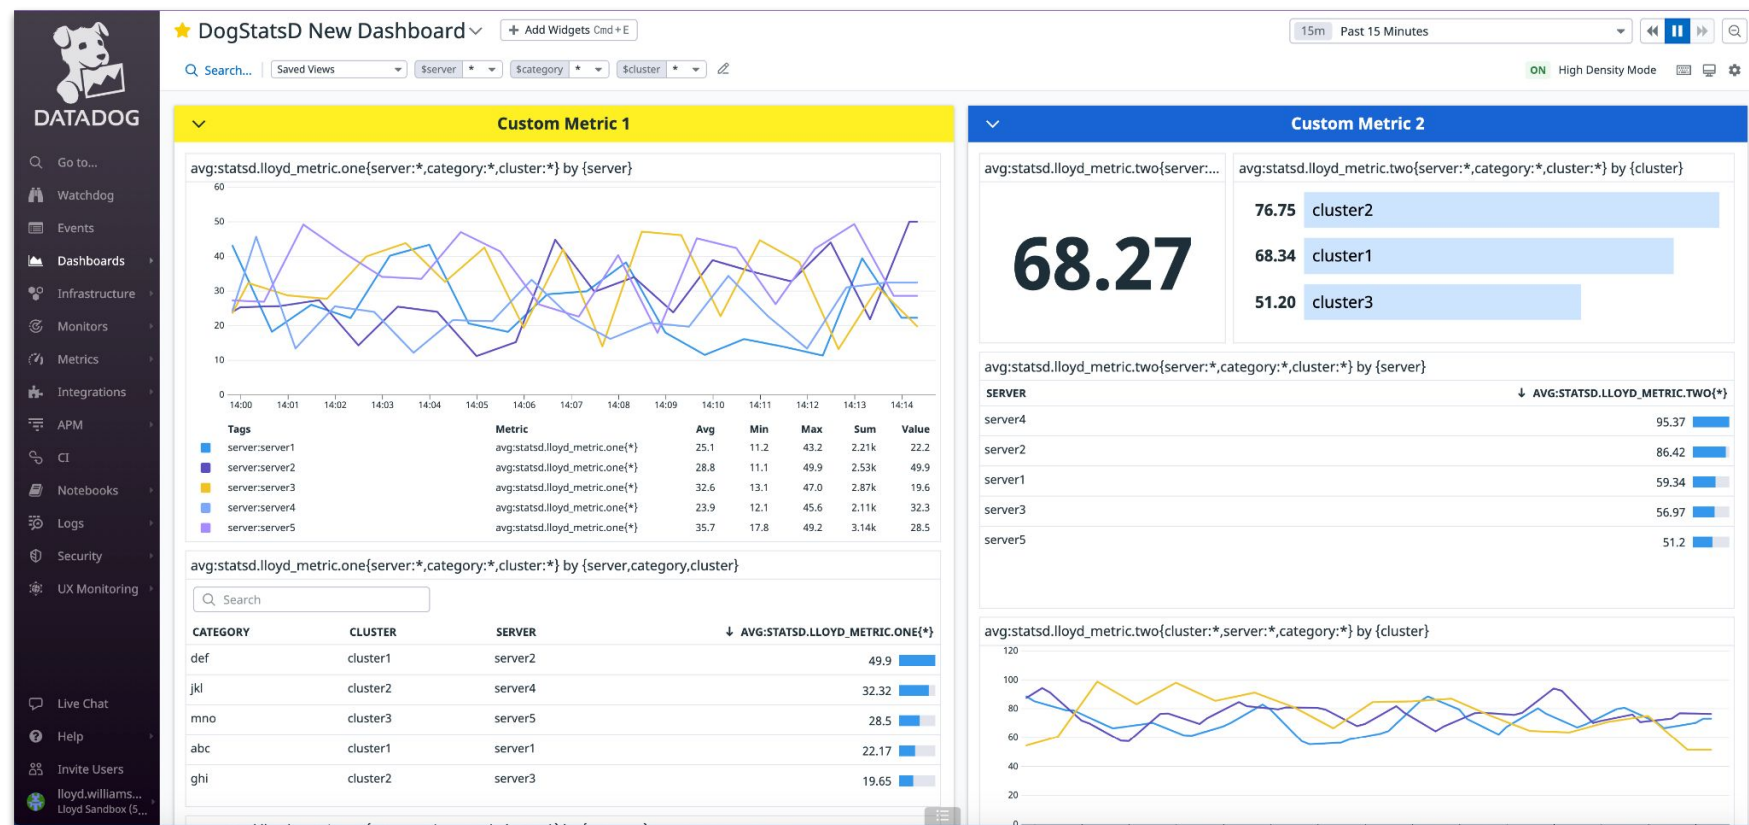 DATADOG
Go to...
Watchdog
Events
Dashboards
Infrastructure
Monitors
Metrics
Integrations
APM
CI
Notebooks
Logs
Security
UX Monitoring
Live Chat
Help
Invite Users
lloyd.williams...
Lloyd Sandbox (5...
DogStatsD New Dashboard
+ Add Widgets Cmd+E
15m Past 15 Minutes
Search...
Saved Views
$server *
$category *
$cluster *
ON High Density Mode
Custom Metric 1
avg:statsd.lloyd_metric.one{server:*,category:*,cluster:*} by {server}
60
50
40
30
20
10
0
14:00 14:01 14:02 14:03 14:04 14:05 14:06 14:07 14:08 14:09 14:10 14:11 14:12 14:13 14:14
Tags Metric Avg Min Max Sum Value
server:server1 avg:statsd.lloyd_metric.one{*} 25.1 11.2 43.2 2.21k 22.2
server:server2 avg:statsd.lloyd_metric.one{*} 28.8 11.1 49.9 2.53k 49.9
server:server3 avg:statsd.lloyd_metric.one{*} 32.6 13.1 47.0 2.87k 19.6
server:server4 avg:statsd.lloyd_metric.one{*} 23.9 12.1 45.6 2.11k 32.3
server:server5 avg:statsd.lloyd_metric.one{*} 35.7 17.8 49.2 3.14k 28.5
avg:statsd.lloyd_metric.one{server:*,category:*,cluster:*} by {server,category,cluster}
Search
CATEGORY CLUSTER SERVER ↓ AVG:STATSD.LLOYD_METRIC.ONE{*}
def cluster1 server2 49.9
jkl cluster2 server4 32.32
mno cluster3 server5 28.5
abc cluster1 server1 22.17
ghi cluster2 server3 19.65
Custom Metric 2
avg:statsd.lloyd_metric.two{server:...
68.27
avg:statsd.lloyd_metric.two{server:*,category:*,cluster:*} by {cluster}
76.75 cluster2
68.34 cluster1
51.20 cluster3
avg:statsd.lloyd_metric.two{server:*,category:*,cluster:*} by {server}
SERVER ↓ AVG:STATSD.LLOYD_METRIC.TWO{*}
server4 95.37
server2 86.42
server1 59.34
server3 56.97
server5 51.2
avg:statsd.lloyd_metric.two{cluster:*,server:*,category:*} by {cluster}
120
100
80
60
40
20
0